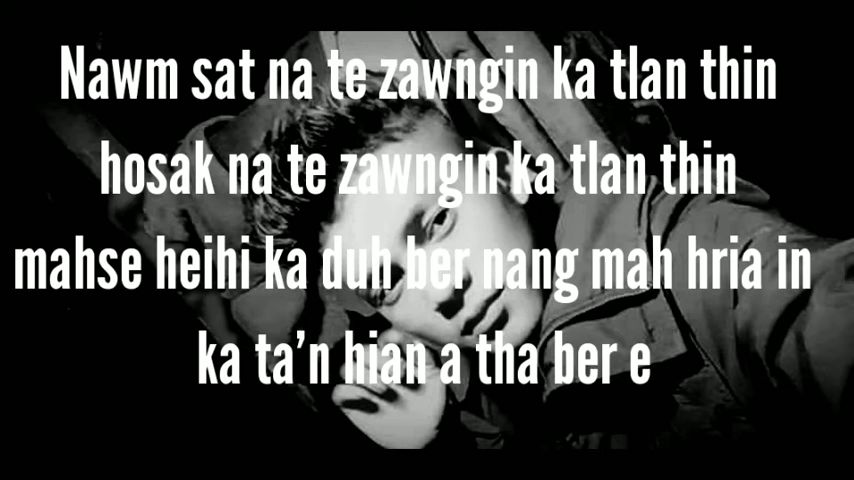 Nawm sat na te zawngin ka tlan thin
hosak na te zawngin ka tlan thin
mahse heihi ka duh ber nang mah hria in
ka ta’n hian a tha ber e